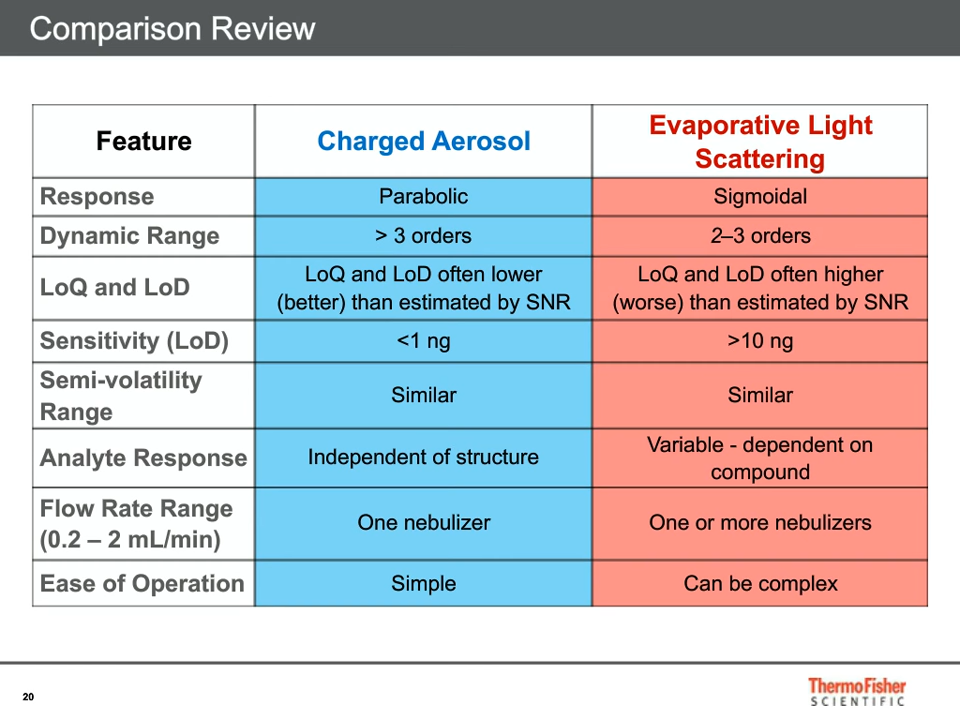 Comparison Review
Feature
Charged Aerosol
Evaporative Light
Scattering
Response
Parabolic
Sigmoidal
Dynamic Range
> 3 orders
2–3 orders
LoQ and LoD
LoQ and LoD often lower
(better) than estimated by SNR
LoQ and LoD often higher
(worse) than estimated by SNR
Sensitivity (LoD)
<1 ng
>10 ng
Semi-volatility
Range
Similar
Similar
Analyte Response
Independent of structure
Variable - dependent on
compound
Flow Rate Range
(0.2 – 2 mL/min)
One nebulizer
One or more nebulizers
Ease of Operation
Simple
Can be complex
20
ThermoFisher
SCIENTIFIC